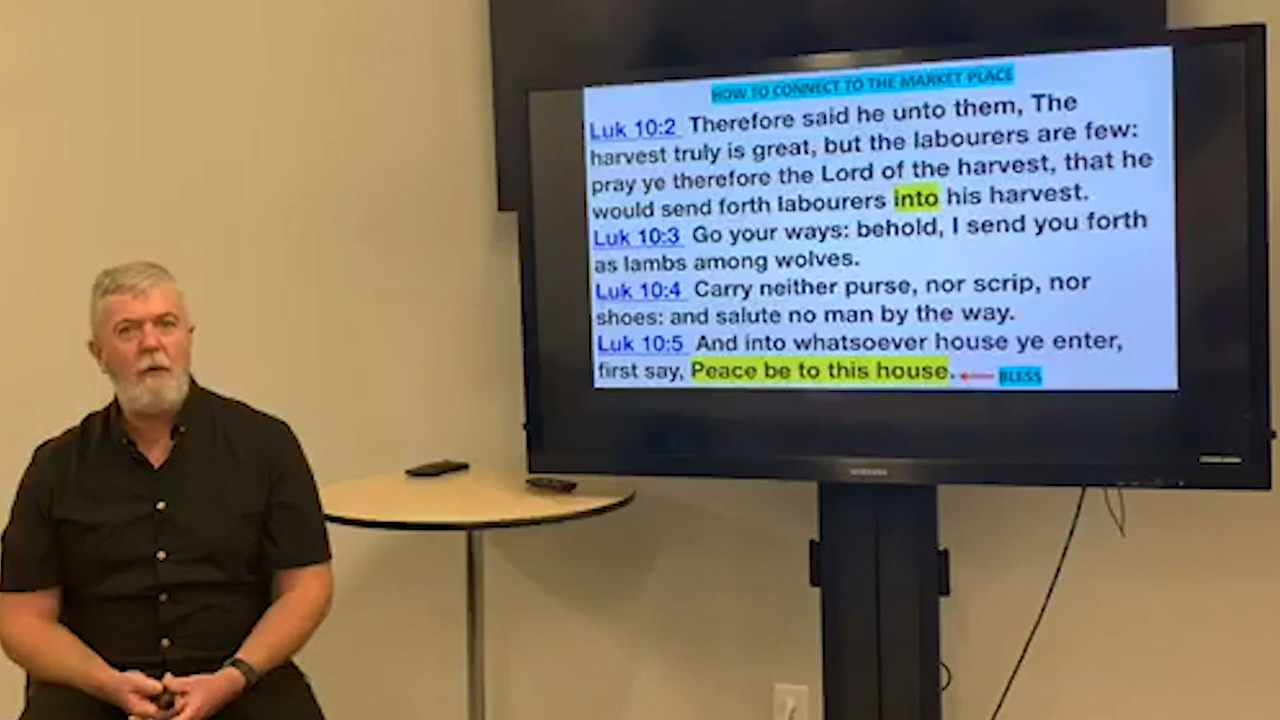 HOW TO CONNECT TO THE MARKET PLACE
Luk 10:2 Therefore said he unto them, The
harvest truly is great, but the labourers are few:
pray ye therefore the Lord of the harvest, that he
would send forth labourers into his harvest.
Luk 10:3 Go your ways: behold, I send you forth
as lambs among wolves.
Luk 10:4 Carry neither purse, nor scrip, nor
shoes: and salute no man by the way.
Luk 10:5 And into whatsoever house ye enter,
first say, Peace be to this house. BLESS
SAMSUNG